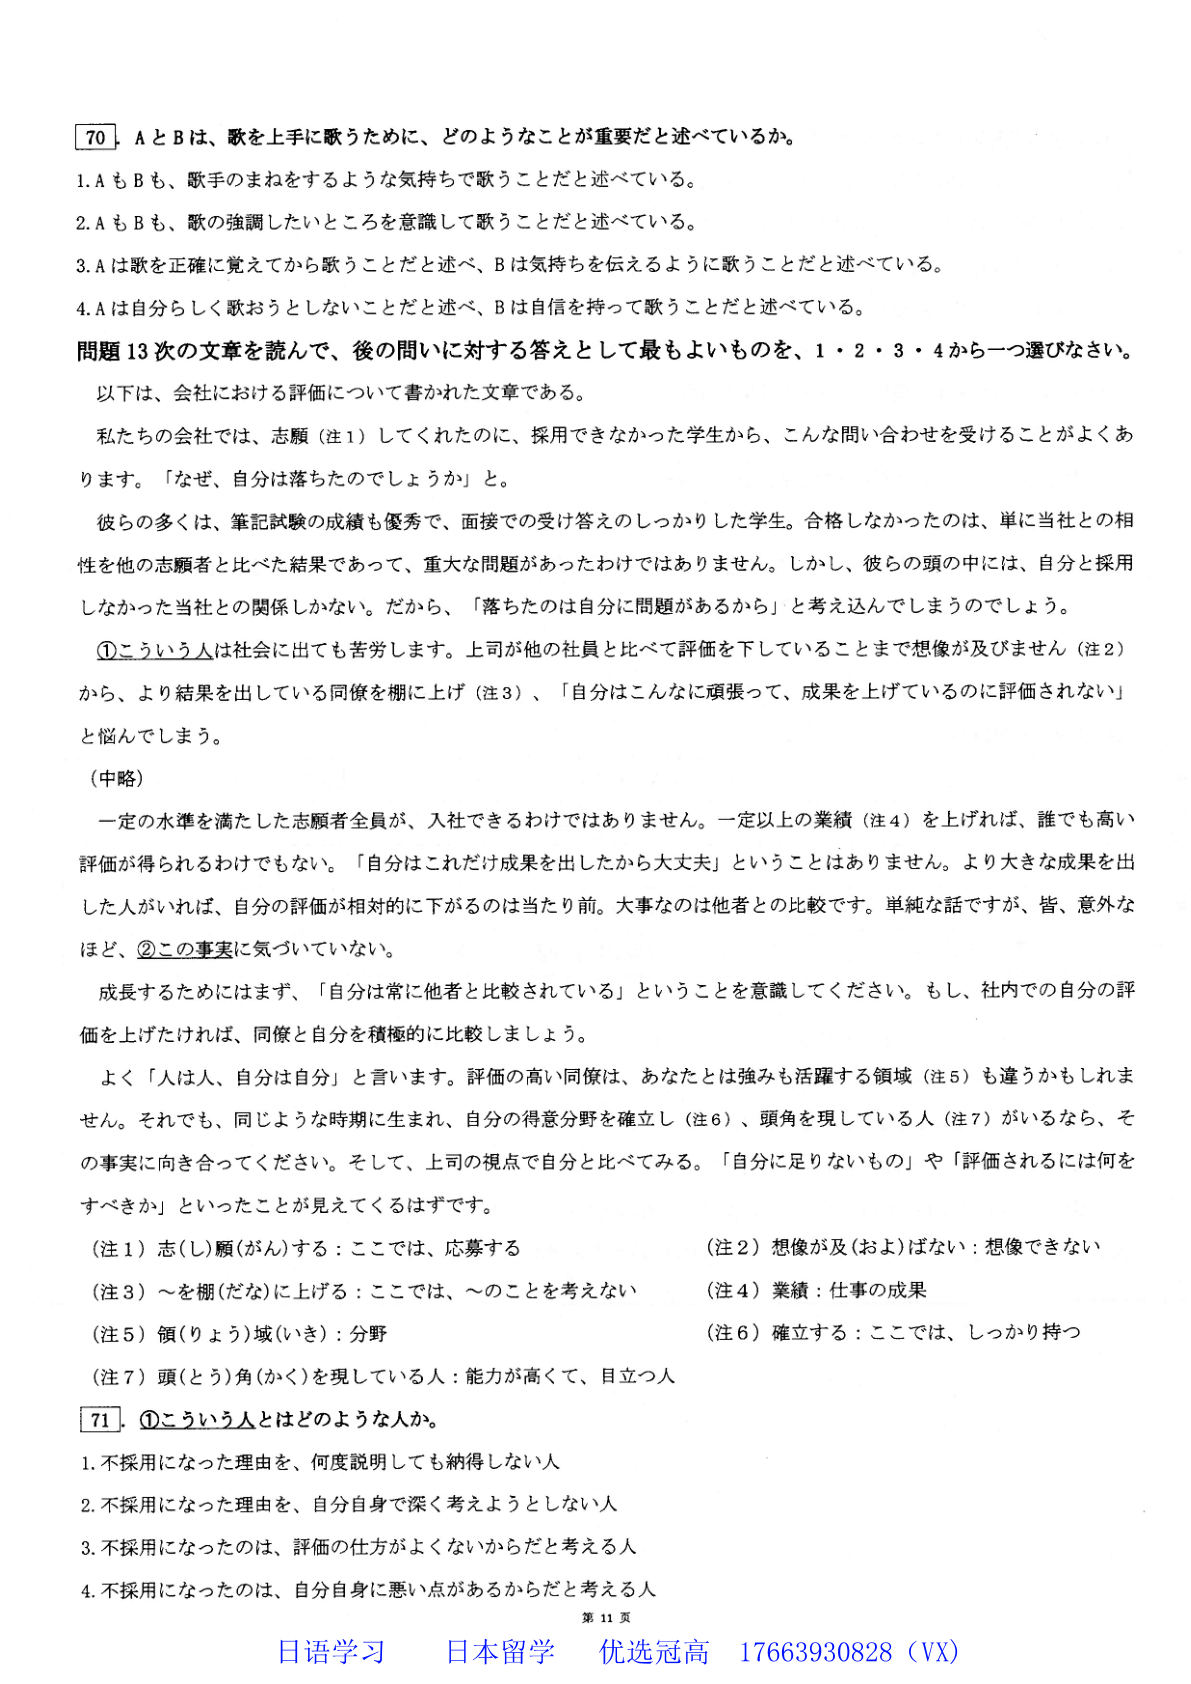 70．AとBは、歌を上手に歌うために、どのようなことが重要だと述べているか。
1.AもBも、歌手のまねをするような気持ちで歌うことだと述べている。
2.AもBも、歌の強調したいところを意識して歌うことだと述べている。
3.Aは歌を正確に覚えてから歌うことだと述べ、Bは気持ちを伝えるように歌うことだと述べている。
4.Aは自分らしく歌おうとしないことだと述べ、Bは自信を持って歌うことだと述べている。
問題13 次の文章を読んで、後の問いに対する答えとして最もよいものを、1・2・3・4から一つ選びなさい。
以下は、会社における評価について書かれた文章である。
私たちの会社では、志願（注1）してくれたのに、採用できなかった学生から、こんな問い合わせを受けることがよくあ
ります。「なぜ、自分は落ちたのでしょうか」と。
彼らの多くは、筆記試験の成績も優秀で、面接での受け答えのしっかりした学生。合格しなかったのは、単に当社との相
性を他の志願者と比べた結果であって、重大な問題があったわけではありません。しかし、彼らの頭の中には、自分と採用
しなかった当社との関係しかない。だから、「落ちたのは自分に問題があるから」と考え込んでしまうのでしょう。
①こういう人は社会に出ても苦労します。上司が他の社員と比べて評価を下していることまで想像が及びません（注2）
から、より結果を出している同僚を棚に上げ（注3）、「自分はこんなに頑張って、成果を上げているのに評価されない」
と悩んでしまう。
（中略）
一定の水準を満たした志願者全員が、入社できるわけではありません。一定以上の業績（注4）を上げれば、誰でも高い
評価が得られるわけでもない。「自分はこれだけ成果を出したから大丈夫」ということはありません。より大きな成果を出
した人がいれば、自分の評価が相対的に下がるのは当たり前。大事なのは他者との比較です。単純な話ですが、皆、意外な
ほど、②この事実に気づいていない。
成長するためにはまず、「自分は常に他者と比較されている」ということを意識してください。もし、社内での自分の評
価を上げたければ、同僚と自分を積極的に比較しましょう。
よく「人は人、自分は自分」と言います。評価の高い同僚は、あなたとは強みも活躍する領域（注5）も違うかもしれま
せん。それでも、同じような時期に生まれ、自分の得意分野を確立し（注6）、頭角を現している人（注7）がいるなら、そ
の事実に向き合ってください。そして、上司の視点で自分と比べてみる。「自分に足りないもの」や「評価されるには何を
すべきか」といったことが見えてくるはずです。
（注1）志(し)願(がん)する：ここでは、応募する （注2）想像が及(およ)ばない：想像できない
（注3）～を棚(だな)に上げる：ここでは、～のことを考えない （注4）業績：仕事の成果
（注5）領(りょう)域(いき)：分野 （注6）確立する：ここでは、しっかり持つ
（注7）頭(とう)角(かく)を現している人：能力が高くて、目立つ人
71．①こういう人とはどのような人か。
1.不採用になった理由を、何度説明しても納得しない人
2.不採用になった理由を、自分自身で深く考えようとしない人
3.不採用になったのは、評価の仕方がよくないからだと考える人
4.不採用になったのは、自分自身に悪い点があるからだと考える人
第 11 页
日语学习 日本留学 优选冠高 17663930828（VX）